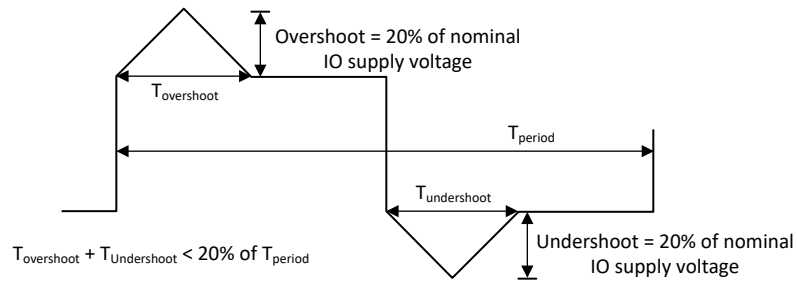 Overshoot = 20% of nominal
IO supply voltage
Tovershoot
Tperiod
Tundershoot
Tovershoot + TUndershoot < 20% of Tperiod
Undershoot = 20% of nominal
IO supply voltage